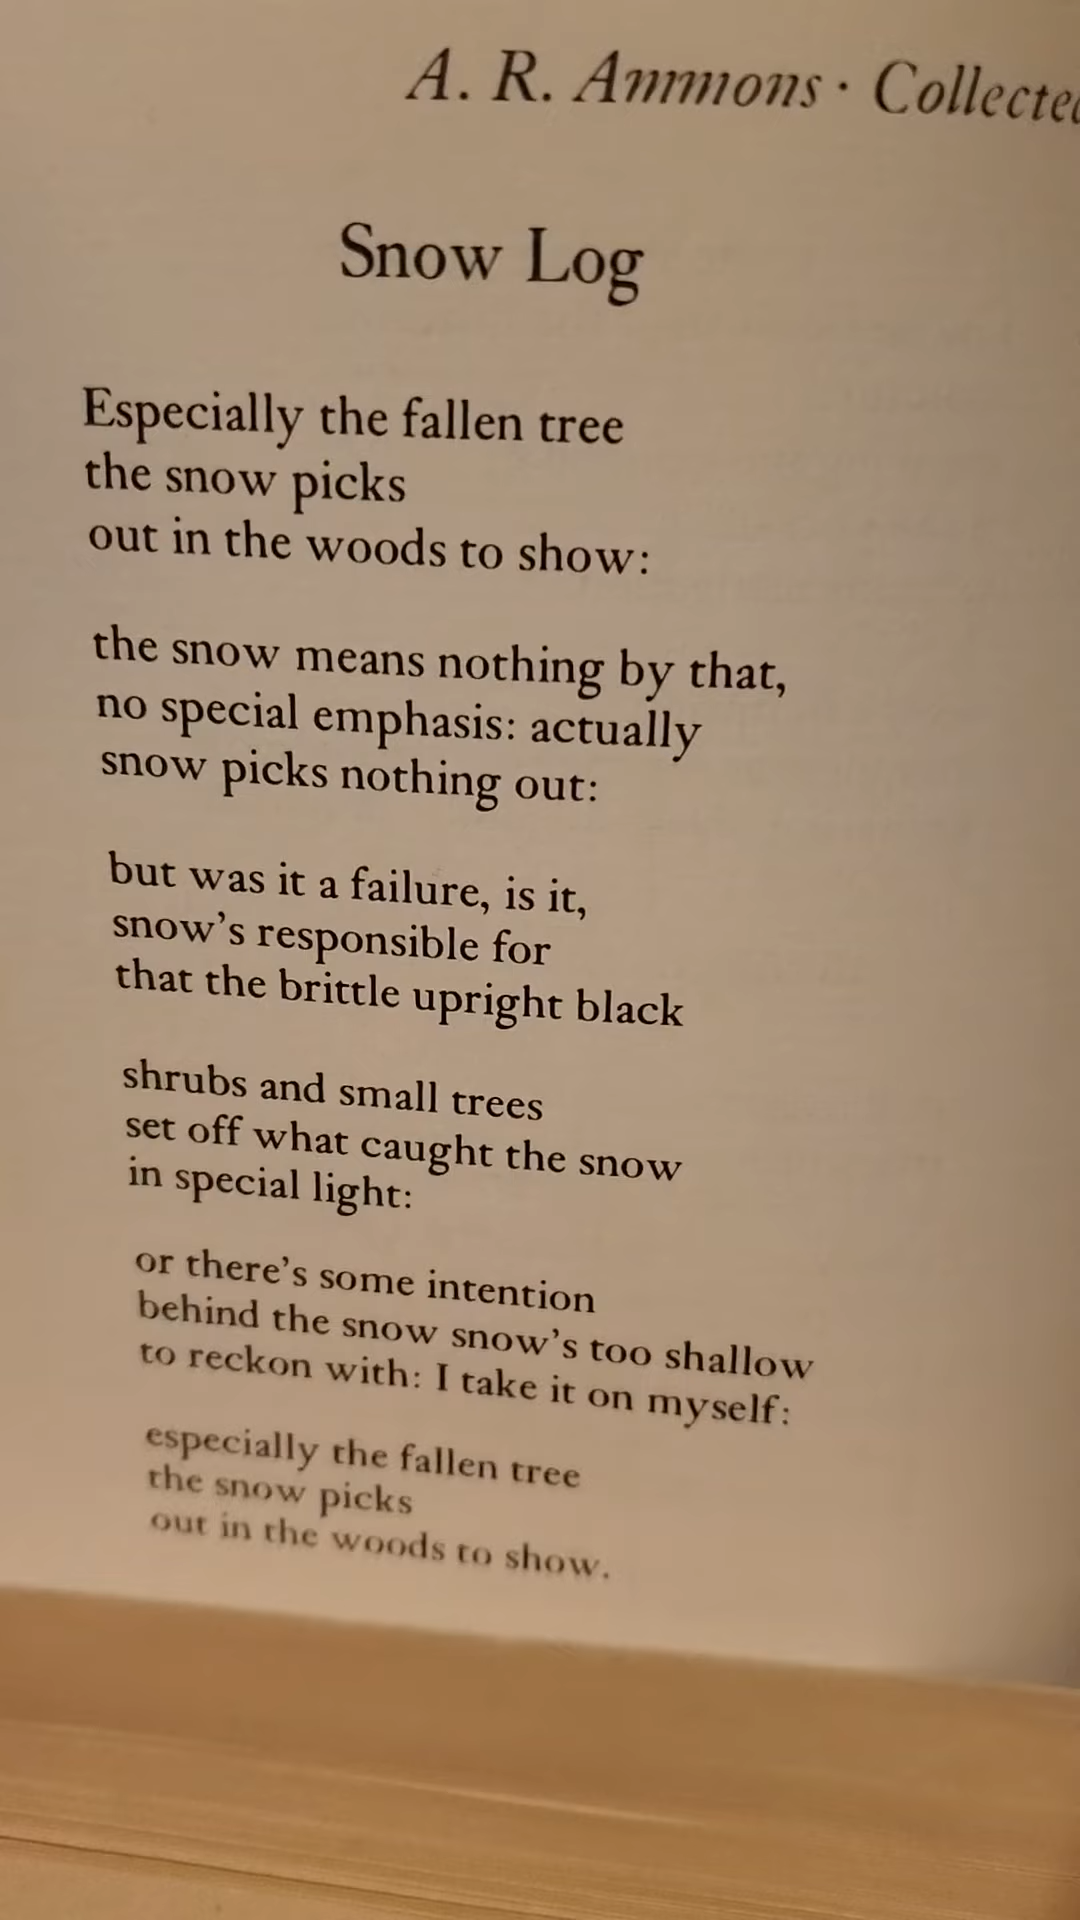 A. R. Ammons · Collected
Snow Log
Especially the fallen tree
the snow picks
out in the woods to show:
the snow means nothing by that,
no special emphasis: actually
snow picks nothing out:
but was it a failure, is it,
snow's responsible for
that the brittle upright black
shrubs and small trees
set off what caught the snow
in special light:
or there's some intention
behind the snow snow's too shallow
to reckon with: I take it on myself:
especially the fallen tree
the snow picks
out in the woods to show.